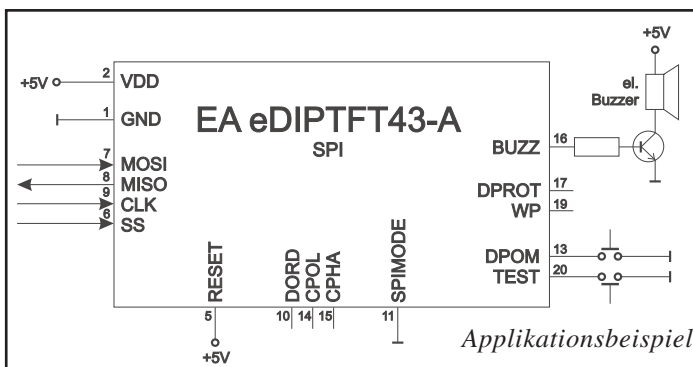 +5V
2
VDD
+5V
el.
Buzzer
1
GND
EA eDIPTFT43-A
SPI
BUZZ
16
7
MOSI
8
MISO
9
CLK
6
SS
DPROT
17
WP
19
DPOM
13
TEST
20
RESET
DORD
CPOL
CPHA
SPIMODE
5
10
14
15
11
+5V
Applikationsbeispiel